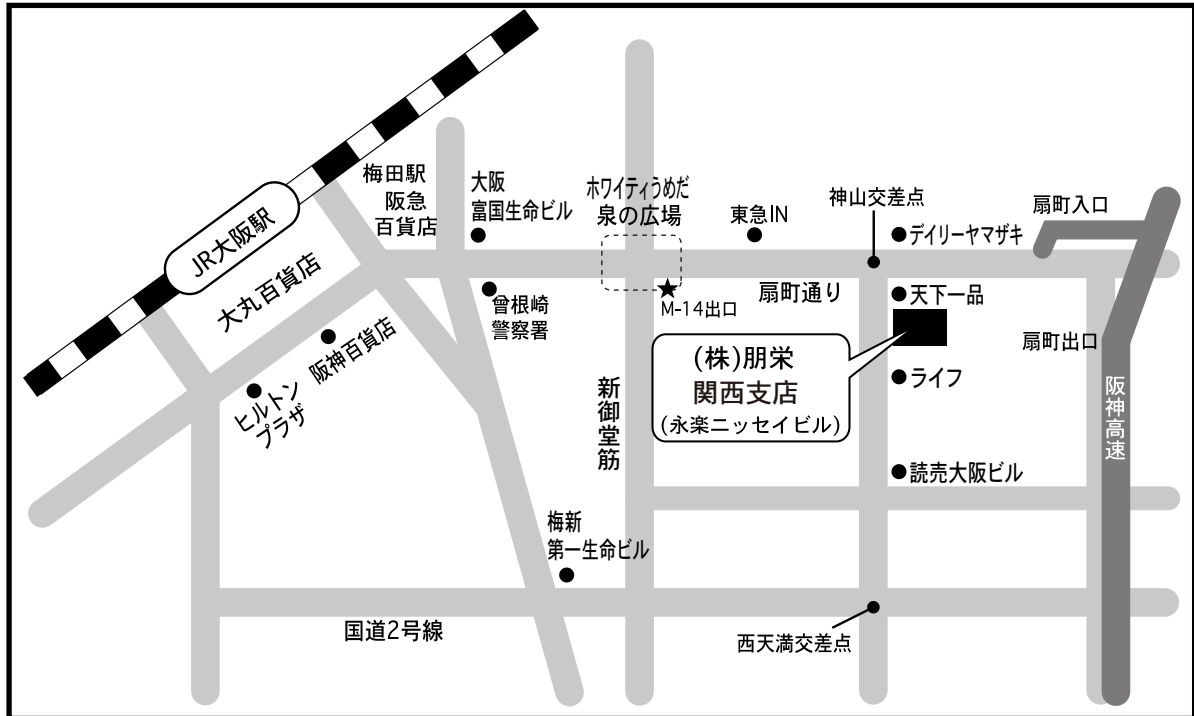 JR大阪駅
大丸百貨店
梅田駅
阪急
百貨店
大阪
富国生命ビル
ホワイティうめだ
泉の広場
東急IN
神山交差点
デイリーヤマザキ
扇町入口
曾根崎
警察署
M-14出口
扇町通り
天下一品
扇町出口
阪神百貨店
ヒルトン
プラザ
新御堂筋
(株)朋栄
関西支店
(永楽ニッセイビル)
ライフ
阪神高速
読売大阪ビル
梅新
第一生命ビル
国道2号線
西天満交差点